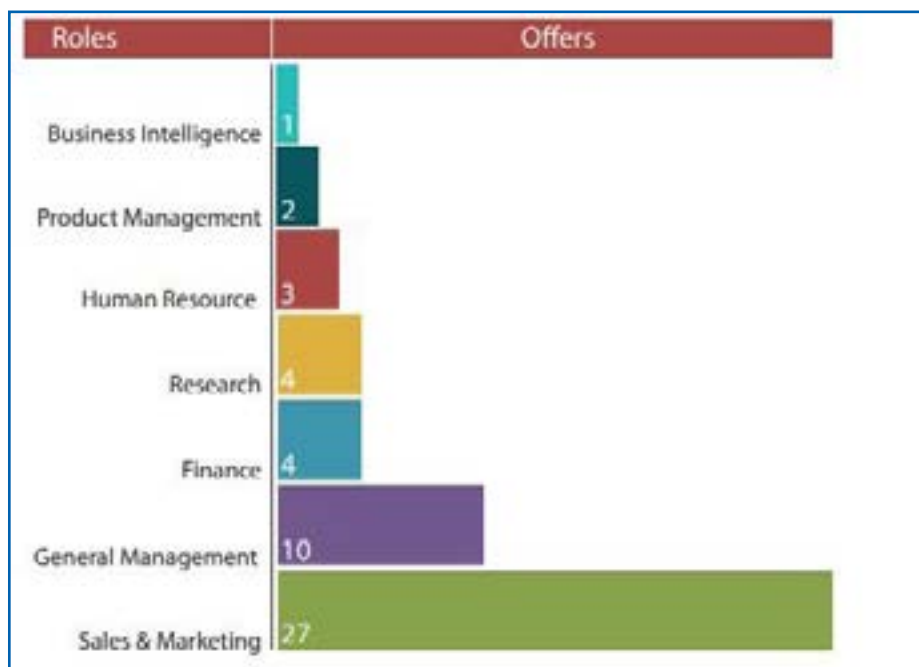 Roles Offers
1
Business Intelligence
2
Product Management
3
Human Resource
4
Research
4
Finance
10
General Management
27
Sales & Marketing